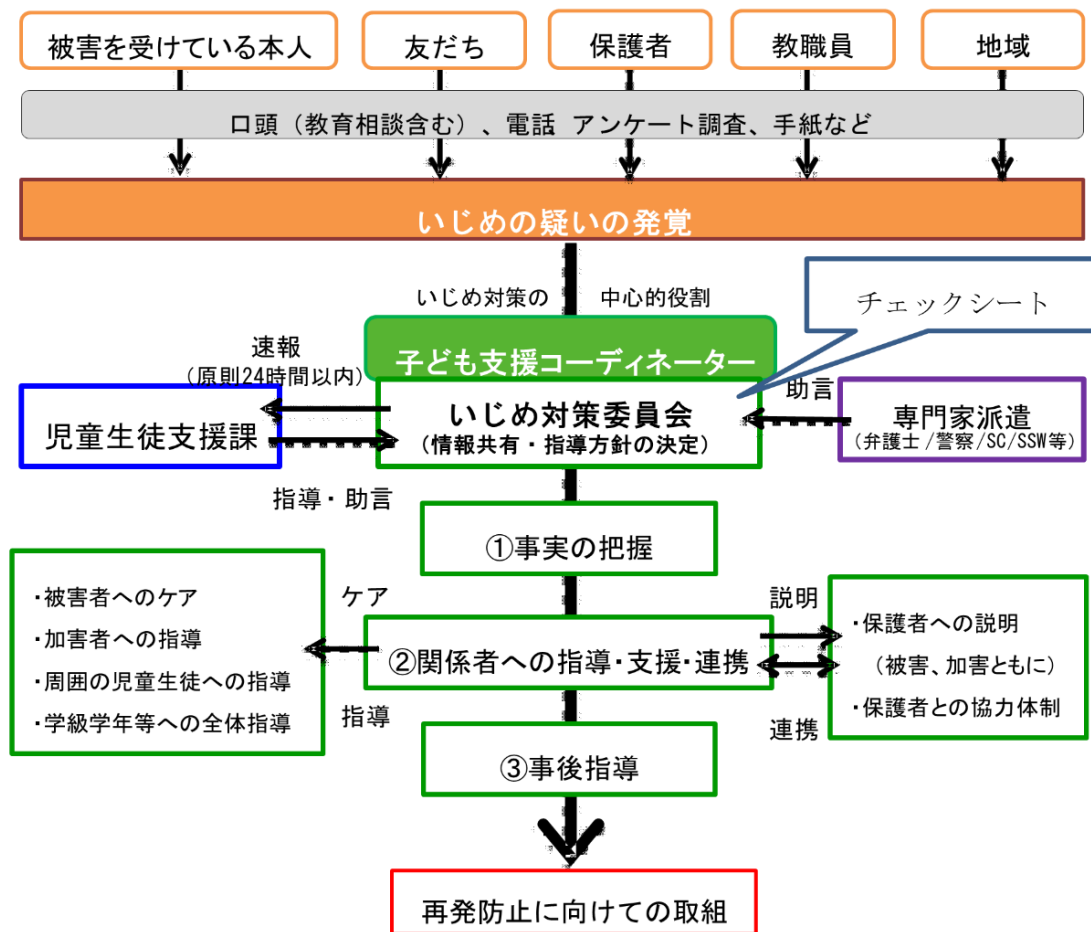 被害を受けている本人
友だち
保護者
教職員
地域
口頭（教育相談含む）、電話、アンケート調査、手紙など
いじめの疑いの発覚
いじめ対策の 中心的役割
チェックシート
子ども支援コーディネーター
速報
（原則24時間以内）
いじめ対策委員会
（情報共有・指導方針の決定）
児童生徒支援課
助言
専門家派遣
（弁護士/警察/SC/SSW等）
指導・助言
①事実の把握
・被害者へのケア
・加害者への指導
・周囲の児童生徒への指導
・学級学年等への全体指導
ケア
指導
②関係者への指導・支援・連携
説明
連携
・保護者への説明
（被害、加害ともに）
・保護者との協力体制
③事後指導
再発防止に向けての取組